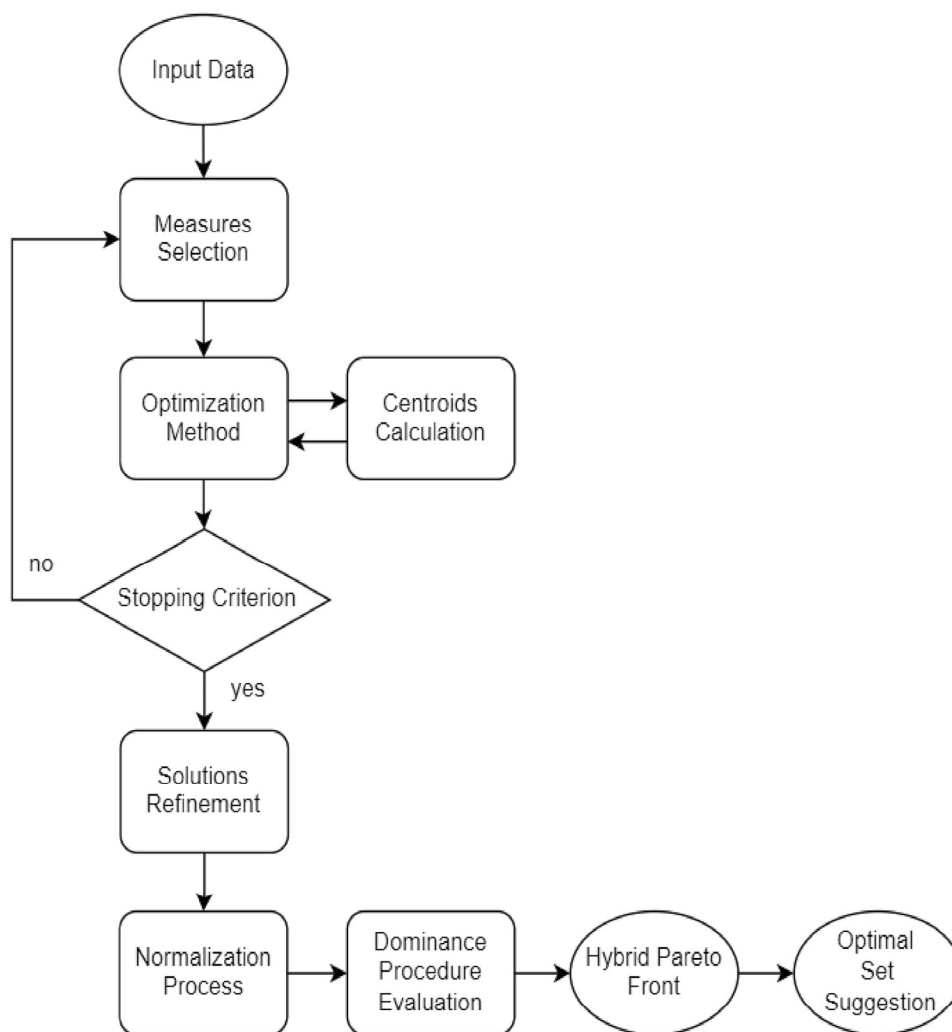 Input Data
Measures
Selection
Optimization
Method
Centroids
Calculation
no
Stopping Criterion
yes
Solutions
Refinement
Normalization
Process
Dominance
Procedure
Evaluation
Hybrid Pareto
Front
Optimal
Set
Suggestion